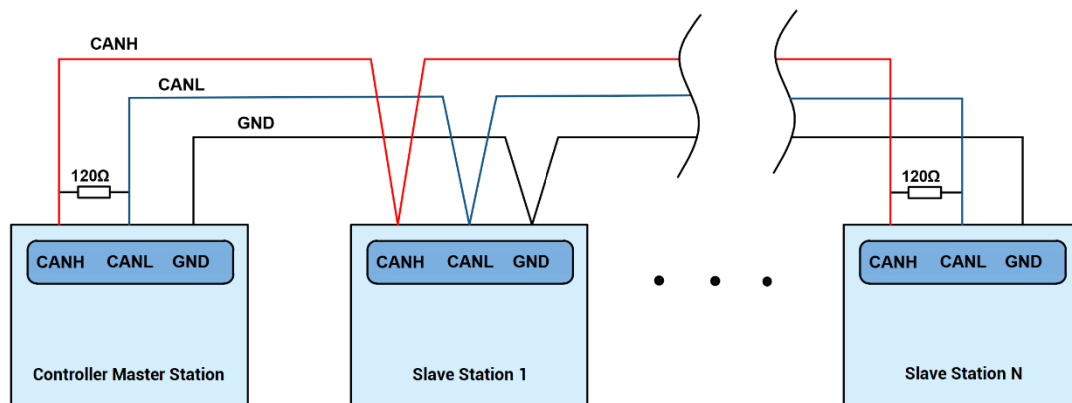 CANH
CANL
GND
120Ω
120Ω
CANH CANL GND
CANH CANL GND
CANH CANL GND
Controller Master Station
Slave Station 1
Slave Station N